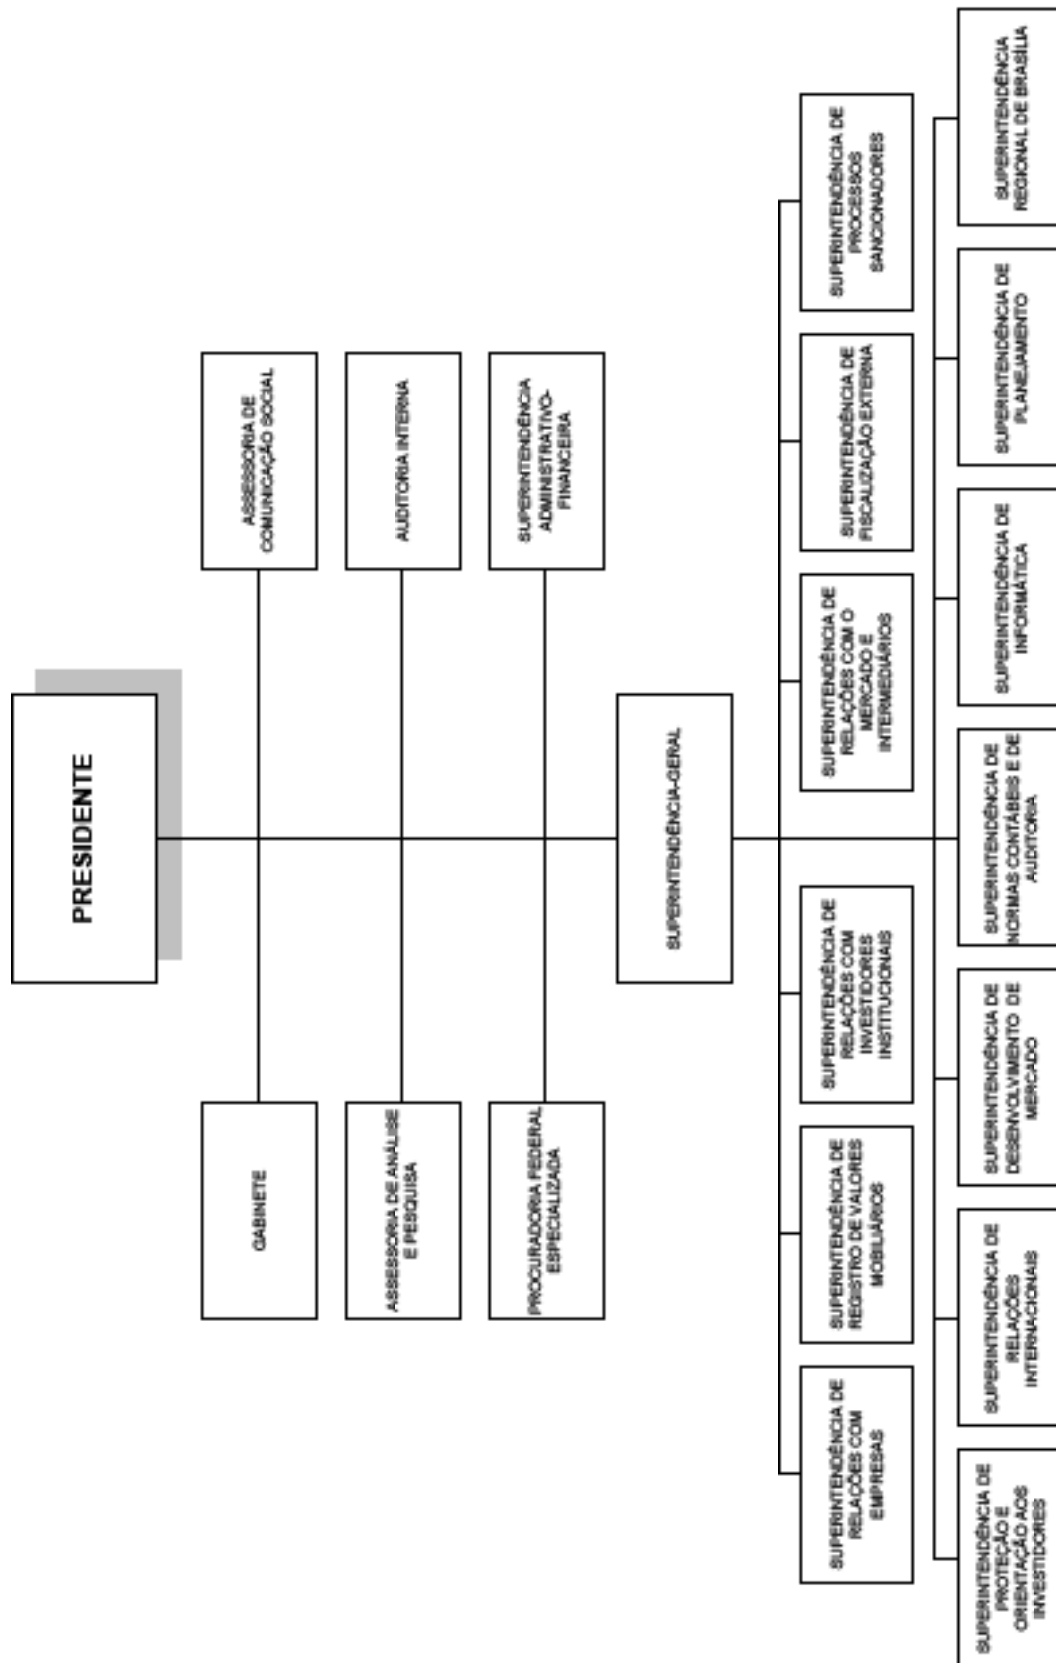 PRESIDENTE
GABINETE
ASSESSORIA DE
COMUNICAÇÃO SOCIAL
ASSESSORIA DE ANÁLISE
E PESQUISA
AUDITORIA INTERNA
PROCURADORIA FEDERAL
ESPECIALIZADA
SUPERINTENDÊNCIA
ADMINISTRATIVO-
FINANCEIRA
SUPERINTENDÊNCIA-GERAL
SUPERINTENDÊNCIA DE
RELAÇÕES COM
EMPRESAS
SUPERINTENDÊNCIA DE
REGISTRO DE VALORES
MOBILIÁRIOS
SUPERINTENDÊNCIA DE
RELAÇÕES COM
INVESTIDORES
INSTITUCIONAIS
SUPERINTENDÊNCIA DE
RELAÇÕES COM O
MERCADO E
INTERMEDIÁRIOS
SUPERINTENDÊNCIA DE
FISCALIZAÇÃO EXTERNA
SUPERINTENDÊNCIA DE
PROCESSOS
SANCIONADORES
SUPERINTENDÊNCIA DE
PROTEÇÃO E
ORIENTAÇÃO AOS
INVESTIDORES
SUPERINTENDÊNCIA DE
RELAÇÕES
INTERNACIONAIS
SUPERINTENDÊNCIA DE
DESENVOLVIMENTO DE
MERCADO
SUPERINTENDÊNCIA DE
NORMAS CONTÁBEIS E DE
AUDITORIA
SUPERINTENDÊNCIA DE
INFORMÁTICA
SUPERINTENDÊNCIA DE
PLANEJAMENTO
SUPERINTENDÊNCIA
REGIONAL DE BRASÍLIA